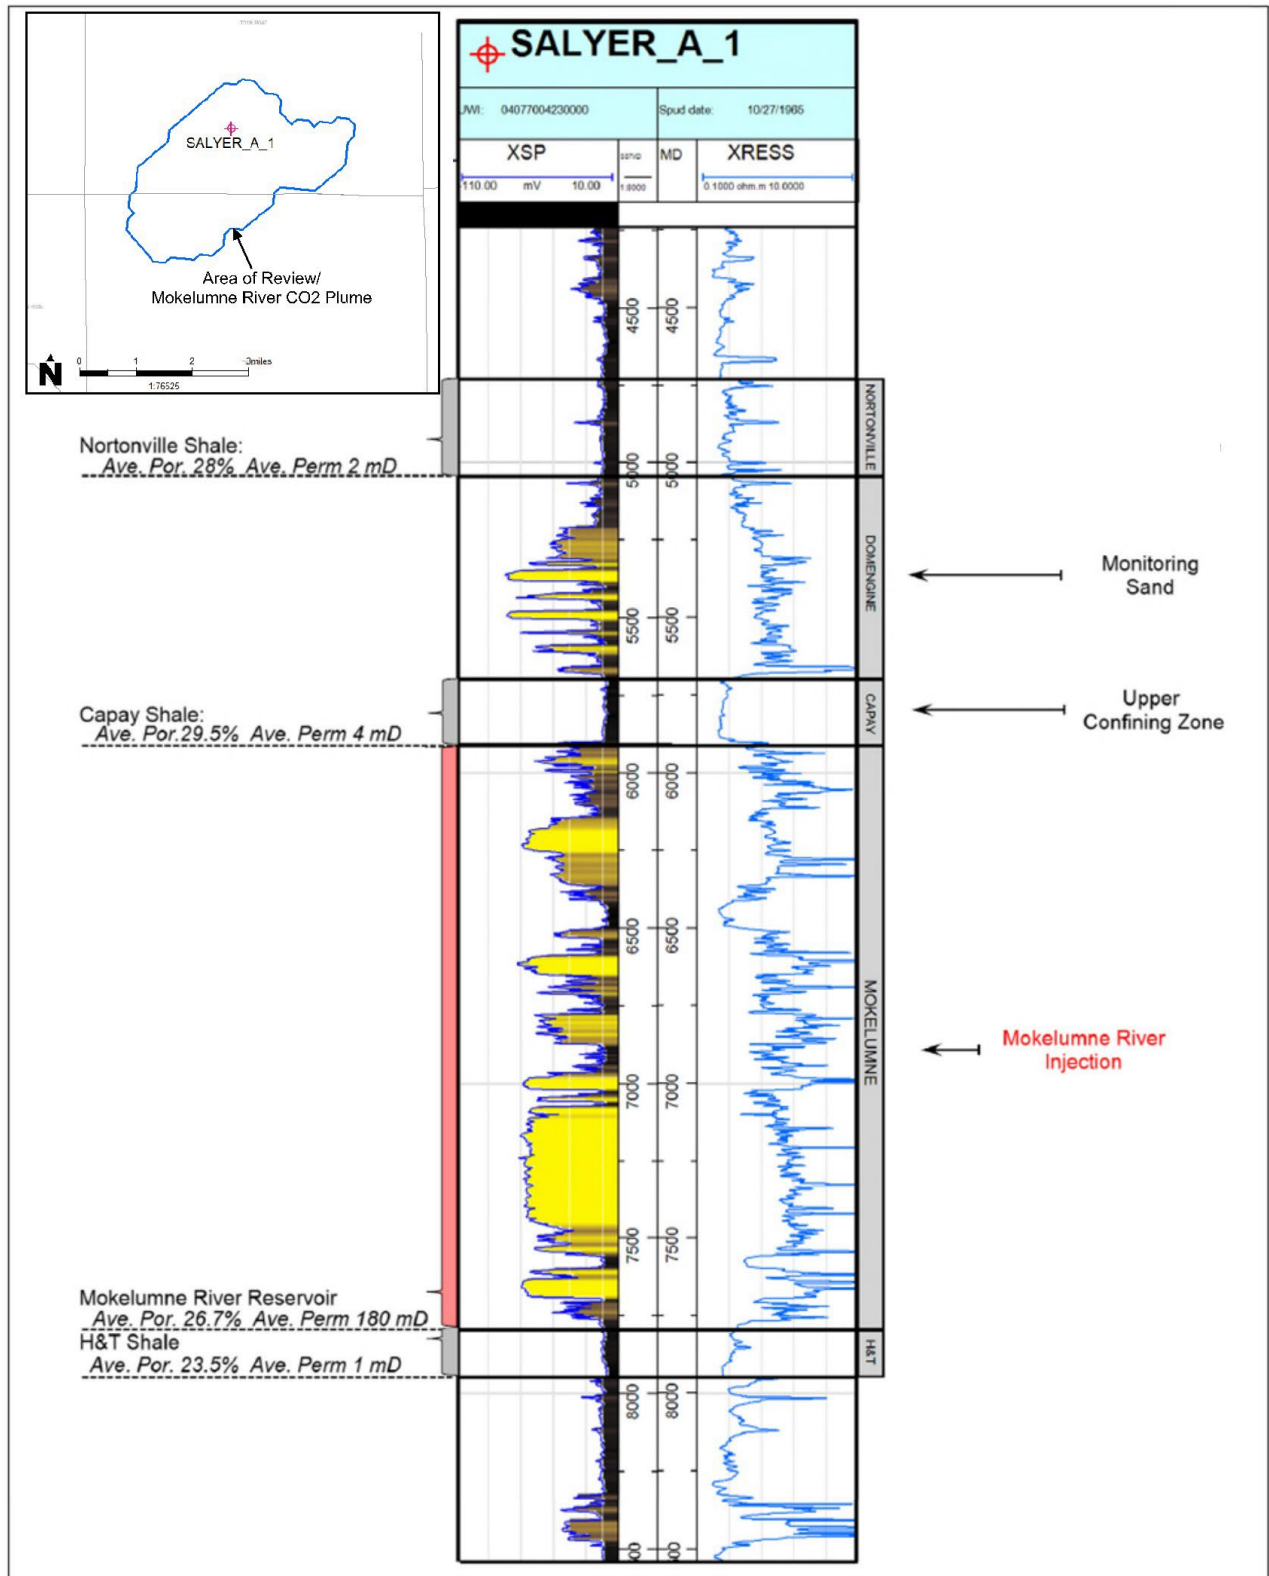 SALYER_A_1
UWI: 04077004230000
Spud date: 10/27/1965
XSP
MD
XRESS
-110.00 mV 10.00
0.1000 ohm.m 10.0000
SALYER_A_1
Area of Review/
Mokelumne River CO2 Plume
N
0 1 2 3miles
1:76525
4500 4500
NORTONVILLE
Nortonville Shale:
Ave. Por. 28% Ave. Perm 2 mD
5000 5000
DOMENGINE
Monitoring
Sand
5500 5500
CAPAY
Upper
Confining Zone
Capay Shale:
Ave. Por.29.5% Ave. Perm 4 mD
6000 6000
6500 6500
MOKELUMNE
Mokelumne River
Injection
7000 7000
7500 7500
Mokelumne River Reservoir
Ave. Por. 26.7% Ave. Perm 180 mD
H&T Shale
Ave. Por. 23.5% Ave. Perm 1 mD
H&T
8000 8000